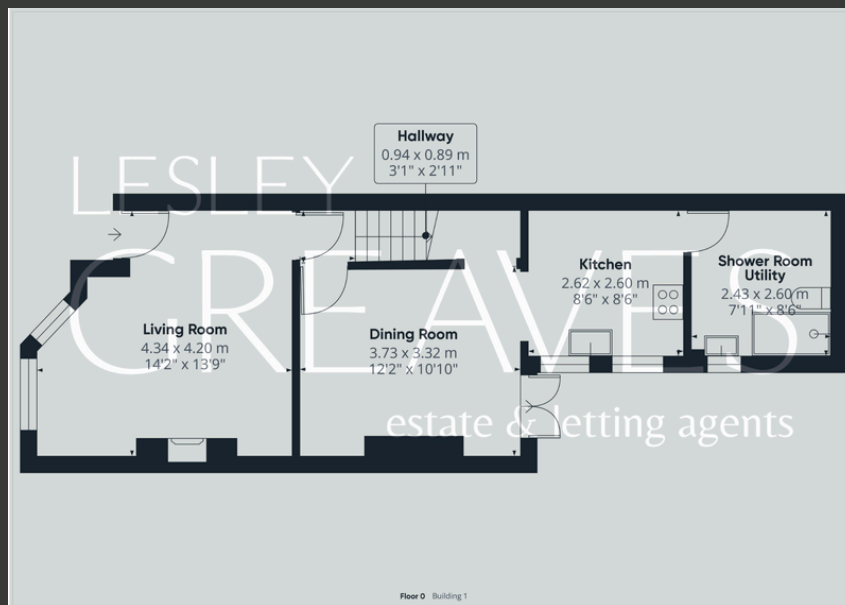 Hallway
0.94 x 0.89 m
3'1" x 2'11"
LESLEY
GREAVES
estate & letting agents
Living Room
4.34 x 4.20 m
14'2" x 13'9"
Dining Room
3.73 x 3.32 m
12'2" x 10'10"
Kitchen
2.62 x 2.60 m
8'6" x 8'6"
Shower Room
Utility
2.43 x 2.60 m
7'11" x 8'6"
Floor 0 Building 1